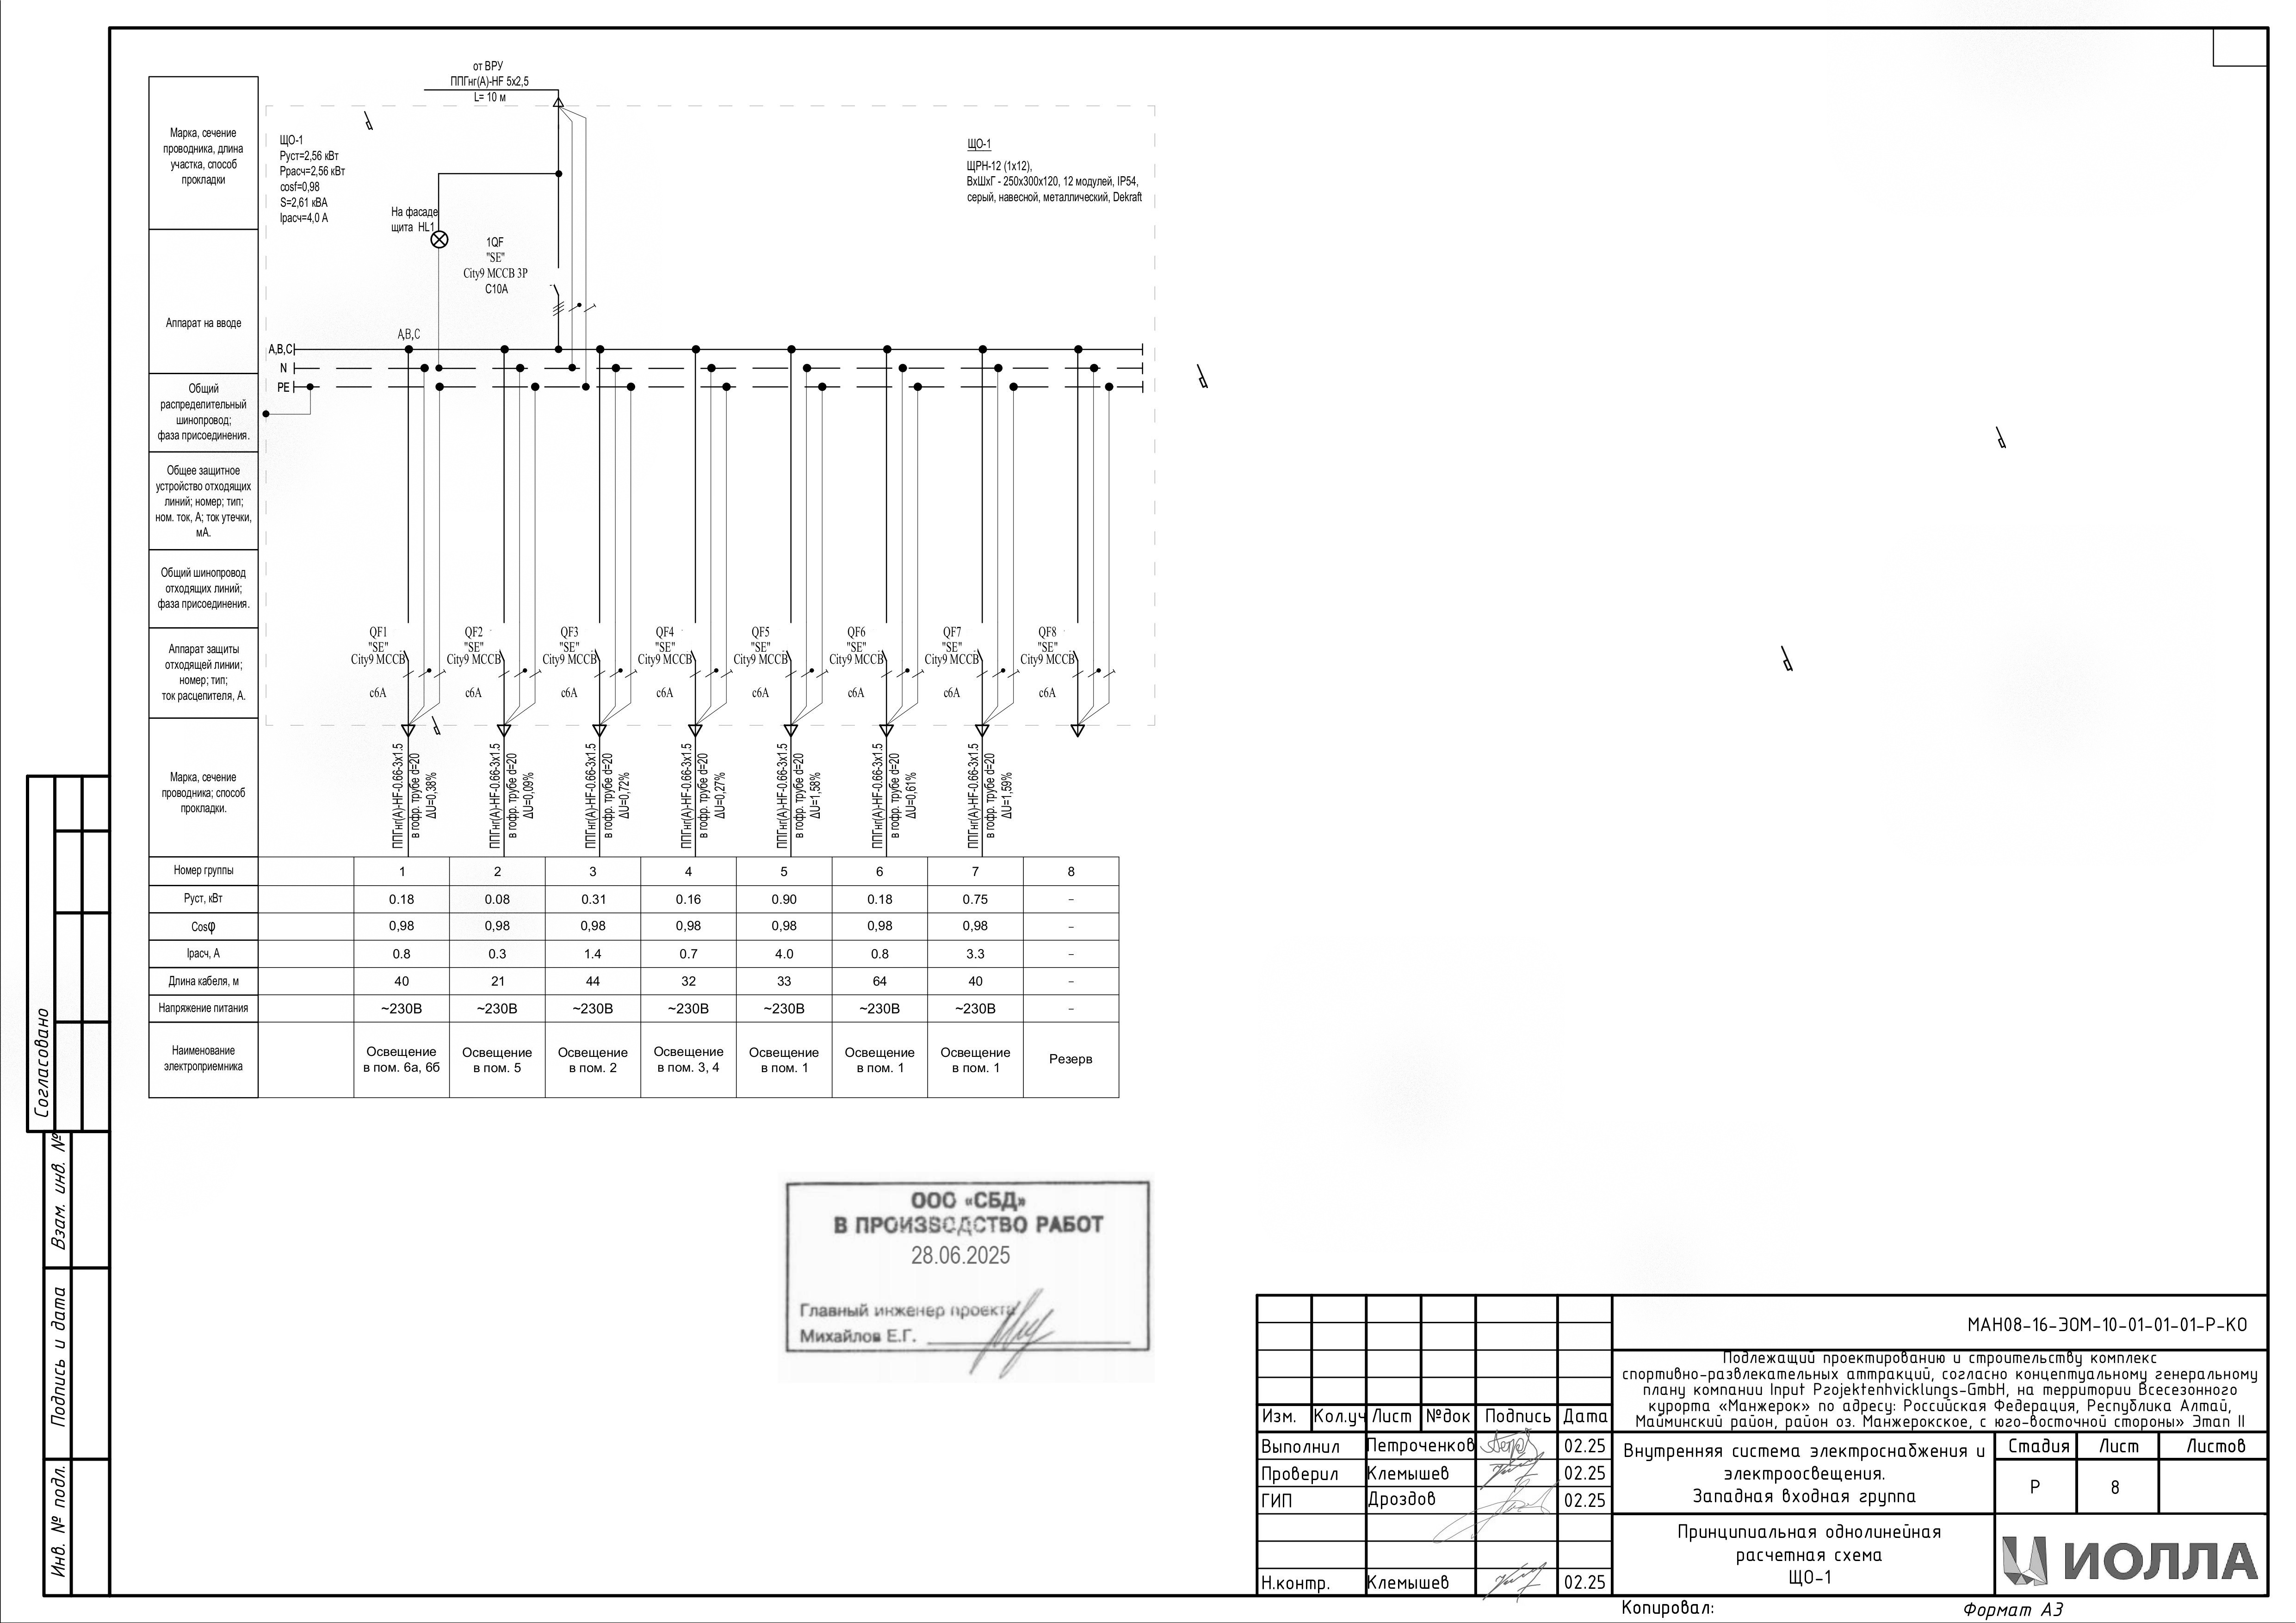 от ВРУ
ППГнг(А)-HF 5х2,5
L= 10 м
Марка, сечение
проводника, длина
участка, способ
прокладки
ЩО-1
Pуст=2,56 кВт
Pрасч=2,56 кВт
cosf=0,98
S=2,61 кВА
Iрасч=4,0 А
ЩО-1
ЩРН-12 (1х12),
ВхШхГ - 250х300х120, 12 модулей, IP54,
серый, навесной, металлический, Dekraft
На фасаде
щита HL1
1QF
"SE"
City9 MCCB 3P
C10A
Аппарат на вводе
A,B,C
A,B,C
N
PE
Общий
распределительный
шинопровод;
фаза присоединения.
Общее защитное
устройство отходящих
линий; номер; тип;
ном. ток, А; ток утечки,
мА.
Общий шинопровод
отходящих линий;
фаза присоединения.
Аппарат защиты
отходящей линии;
номер; тип;
ток расцепителя, А.
QF1 QF2 QF3 QF4 QF5 QF6 QF7 QF8
"SE" "SE" "SE" "SE" "SE" "SE" "SE" "SE"
City9 MCCB City9 MCCB City9 MCCB City9 MCCB City9 MCCB City9 MCCB City9 MCCB City9 MCCB
с6А с6А с6А с6А с6А с6А с6А с6А
Марка, сечение
проводника; способ
прокладки.
ППГнг(А)-HF-0.66-3x1.5
в гофр. трубе d=20
ΔU=0,38%
ППГнг(А)-HF-0.66-3x1.5
в гофр. трубе d=20
ΔU=0,09%
ППГнг(А)-HF-0.66-3x1.5
в гофр. трубе d=20
ΔU=0,72%
ППГнг(А)-HF-0.66-3x1.5
в гофр. трубе d=20
ΔU=0,27%
ППГнг(А)-HF-0.66-3x1.5
в гофр. трубе d=20
ΔU=1,58%
ППГнг(А)-HF-0.66-3x1.5
в гофр. трубе d=20
ΔU=0,61%
ППГнг(А)-HF-0.66-3x1.5
в гофр. трубе d=20
ΔU=1,59%
Номер группы 1 2 3 4 5 6 7 8
Pуст, кВт 0.18 0.08 0.31 0.16 0.90 0.18 0.75 –
Cosφ 0,98 0,98 0,98 0,98 0,98 0,98 0,98 –
Iрасч, А 0.8 0.3 1.4 0.7 4.0 0.8 3.3 –
Длина кабеля, м 40 21 44 32 33 64 40 –
Напряжение питания ~230В ~230В ~230В ~230В ~230В ~230В ~230В –
Наименование
электроприемника
Освещение
в пом. 6а, 6б
Освещение
в пом. 5
Освещение
в пом. 2
Освещение
в пом. 3, 4
Освещение
в пом. 1
Освещение
в пом. 1
Освещение
в пом. 1
Резерв
Согласовано
Взам. инв. №
Подпись и дата
Инв. № подл.
ООО «СБД»
В ПРОИЗВОДСТВО РАБОТ
28.06.2025
Главный инженер проекта
Михайлов Е.Г.
МАН08-16-ЭОМ-10-01-01-01-Р-КО
Подлежащий проектированию и строительству комплекс
спортивно-развлекательных аттракций, согласно концептуальному генеральному
плану компании Input Projektenhvicklungs-GmbH, на территории Всесезонного
курорта «Манжерок» по адресу: Российская Федерация, Республика Алтай,
Майминский район, район оз. Манжерокское, с юго-восточной стороны» Этап II
Изм. Кол.уч Лист №док Подпись Дата
Выполнил Петроченков 02.25
Проверил Клемышев 02.25
ГИП Дроздов 02.25
Н.контр. Клемышев 02.25
Внутренняя система электроснабжения и
электроосвещения.
Западная входная группа
Стадия Лист Листов
Р 8
Принципиальная однолинейная
расчетная схема
ЩО-1
ИОЛЛА
Копировал:
Формат А3